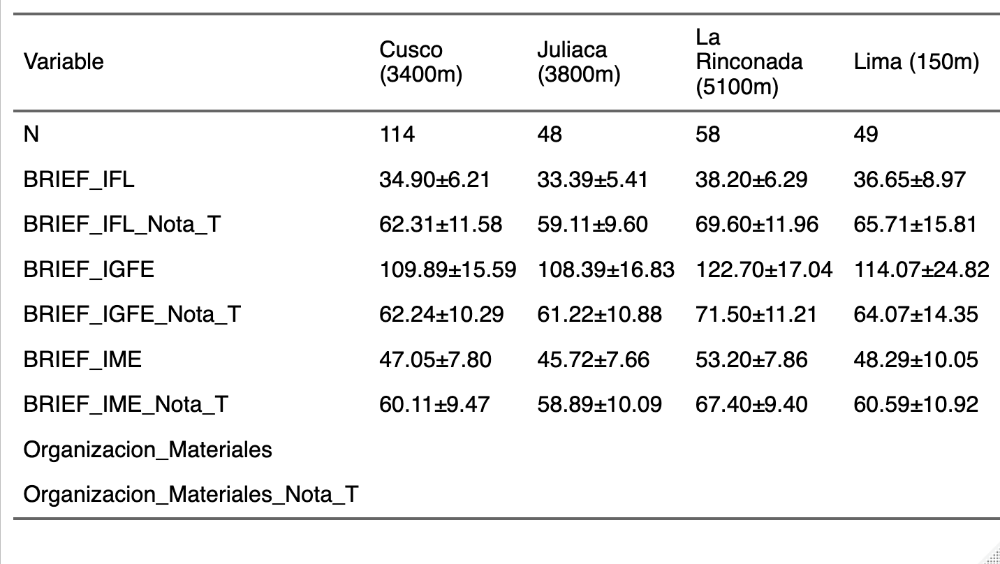 Variable Cusco (3400m) Juliaca (3800m) La Rinconada (5100m) Lima (150m)
N 114 48 58 49
BRIEF_IFL 34.90±6.21 33.39±5.41 38.20±6.29 36.65±8.97
BRIEF_IFL_Nota_T 62.31±11.58 59.11±9.60 69.60±11.96 65.71±15.81
BRIEF_IGFE 109.89±15.59 108.39±16.83 122.70±17.04 114.07±24.82
BRIEF_IGFE_Nota_T 62.24±10.29 61.22±10.88 71.50±11.21 64.07±14.35
BRIEF_IME 47.05±7.80 45.72±7.66 53.20±7.86 48.29±10.05
BRIEF_IME_Nota_T 60.11±9.47 58.89±10.09 67.40±9.40 60.59±10.92
Organizacion_Materiales
Organizacion_Materiales_Nota_T